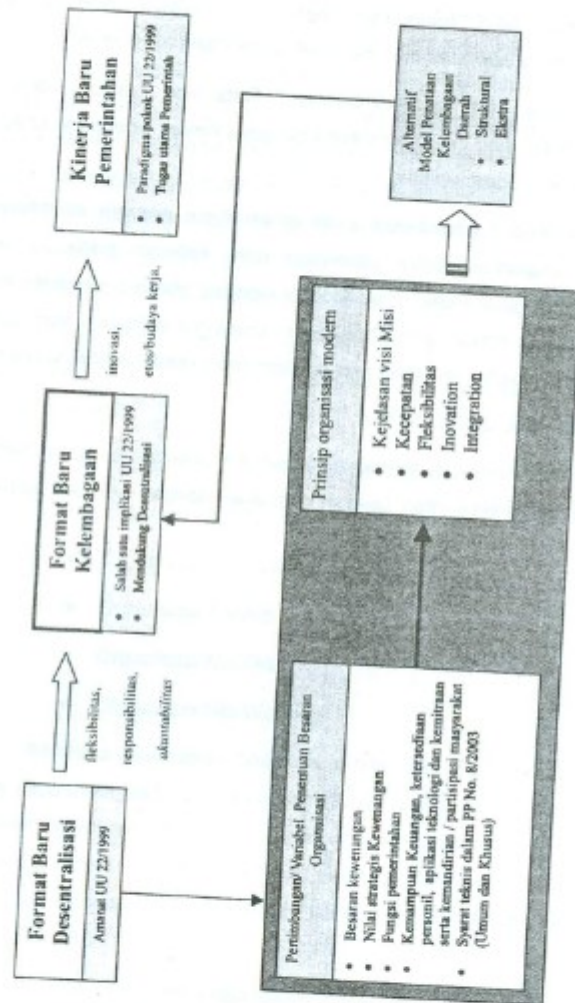 Format Baru
Desentralisasi
Amanat UU 22/1999
fleksibilitas,
responsibilitas,
akuntabilitas
Format Baru
Kelembagaan
• Salah satu implikasi UU 22/1999
• Mendukung Desentralisasi
inovasi,
etos/budaya kerja,
Kinerja Baru
Pemerintahan
• Paradigma pokok UU 22/1999
• Tugas utama Pemerintah
Pertimbangan/ Variabel Penentuan Besaran
Organisasi
• Besaran kewenangan
• Nilai strategis Kewenangan
• Fungsi pemerintahan
• Kemampuan Keuangan, ketersediaan
personil, aplikasi teknologi dan kemitraan
serta kemandirian / partisipasi masyarakat
• Syarat teknis dalam PP No. 8/2003
(Umum dan Khusus)
Prinsip organisasi modern
• Kejelasan visi Misi
• Kecepatan
• Fleksibilitas
• Inovation
• Integration
Alternatif
Model Penataan
Kelembagaan
Daerah
• Struktural
• Ekstra